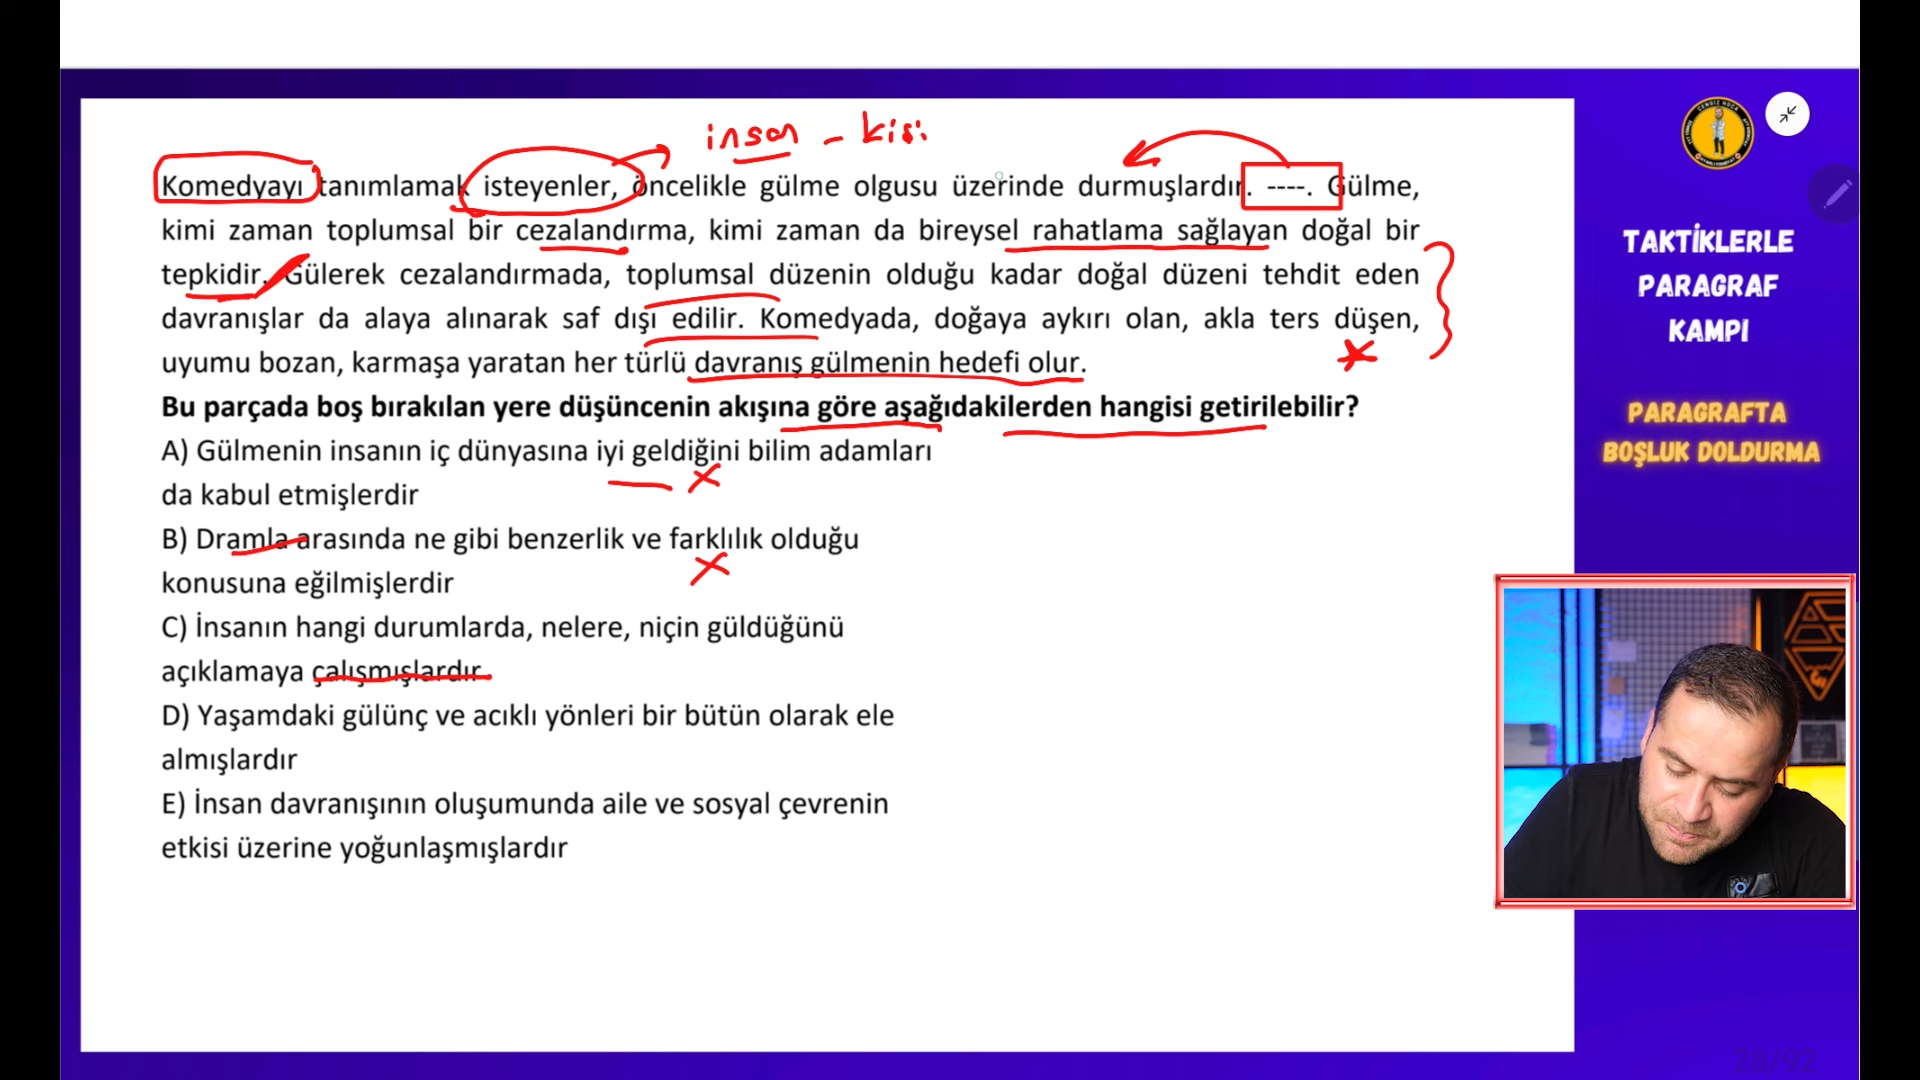 insan - kişi
Komedyayı tanımlamak isteyenler, öncelikle gülme olgusu üzerinde durmuşlardır. ----. Gülme,
kimi zaman toplumsal bir cezalandırma, kimi zaman da bireysel rahatlama sağlayan doğal bir
tepkidir. Gülerek cezalandırmada, toplumsal düzenin olduğu kadar doğal düzeni tehdit eden
davranışlar da alaya alınarak saf dışı edilir. Komedyada, doğaya aykırı olan, akla ters düşen,
uyumu bozan, karmaşa yaratan her türlü davranış gülmenin hedefi olur.
Bu parçada boş bırakılan yere düşüncenin akışına göre aşağıdakilerden hangisi getirilebilir?
A) Gülmenin insanın iç dünyasına iyi geldiğini bilim adamları
da kabul etmişlerdir
B) Dramla arasında ne gibi benzerlik ve farklılık olduğu
konusuna eğilmişlerdir
C) İnsanın hangi durumlarda, nelere, niçin güldüğünü
açıklamaya çalışmışlardır
D) Yaşamdaki gülünç ve acıklı yönleri bir bütün olarak ele
almışlardır
E) İnsan davranışının oluşumunda aile ve sosyal çevrenin
etkisi üzerine yoğunlaşmışlardır
TAKTİKLERLE
PARAGRAF
KAMPI
PARAGRAFTA
BOŞLUK DOLDURMA
28/92